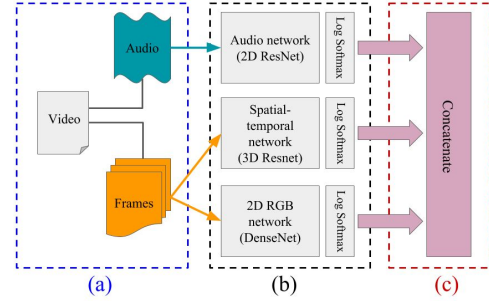 Audio
Video
Frames
Audio network
(2D ResNet)
Log Softmax
Spatial-
temporal
network
(3D Resnet)
Log Softmax
2D RGB
network
(DenseNet)
Log Softmax
Concatenate
(a)
(b)
(c)